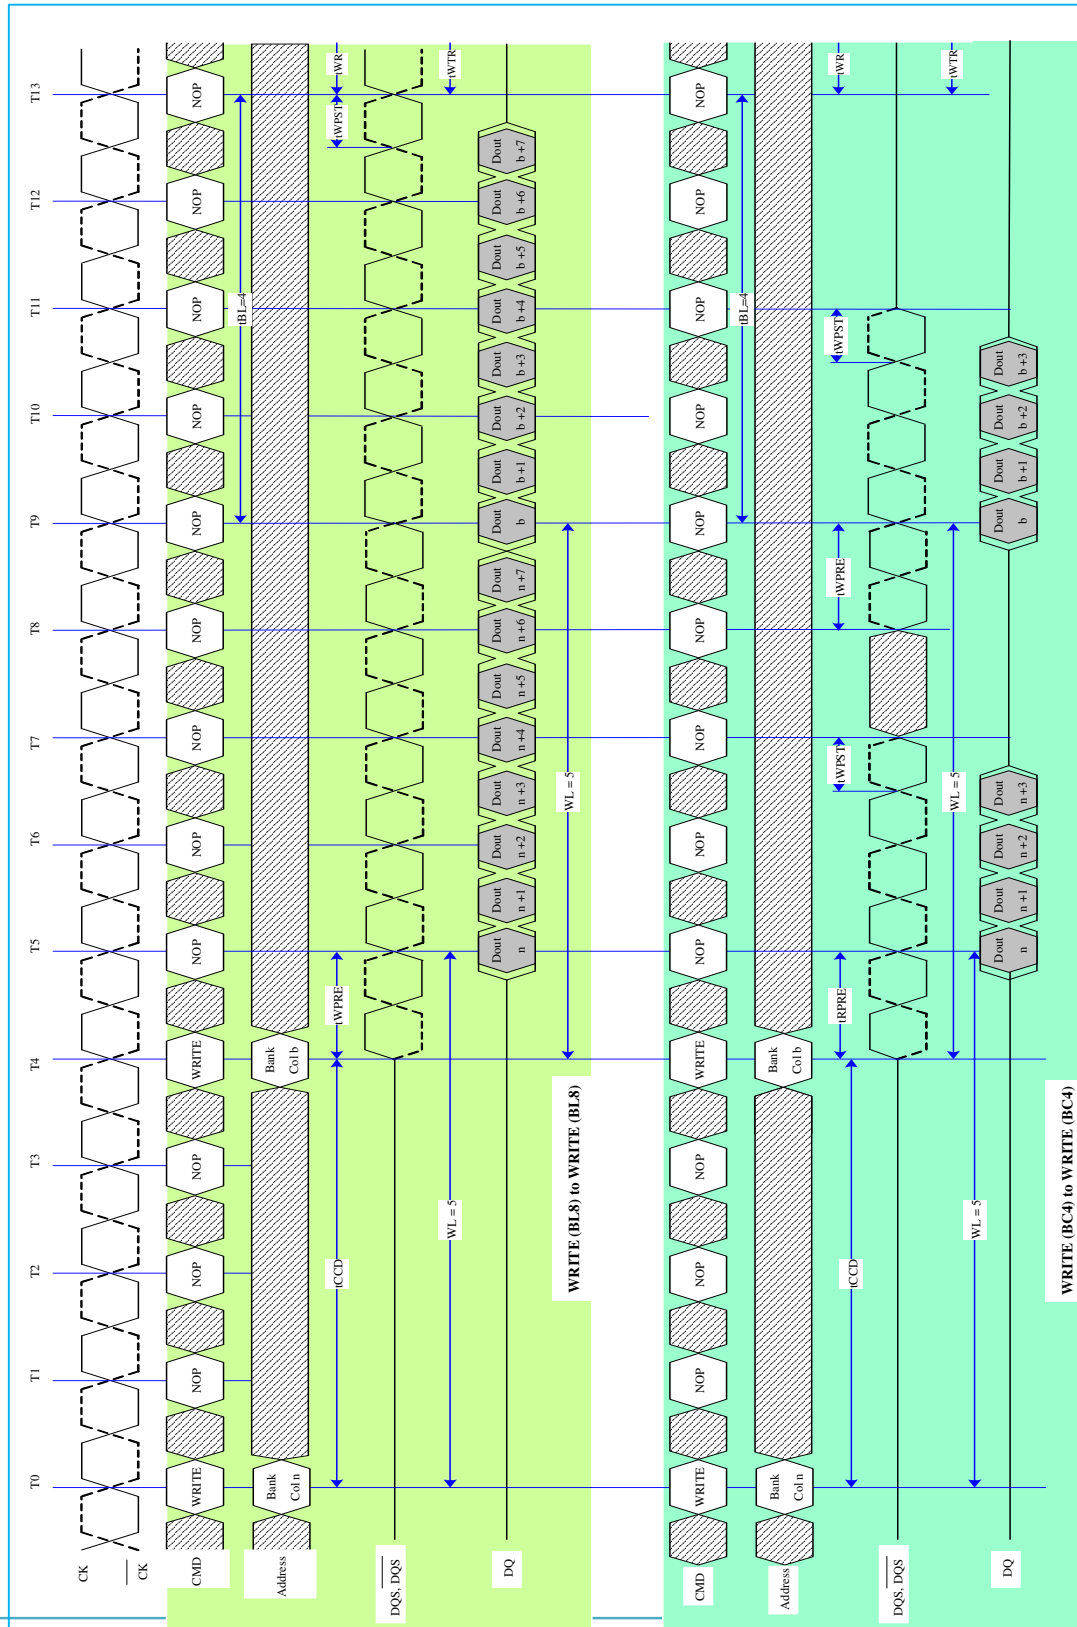 T0 T1 T2 T3 T4 T5 T6 T7 T8 T9 T10 T11 T12 T13
CK
CK
CMD WRITE NOP NOP NOP WRITE NOP NOP NOP NOP NOP NOP NOP NOP NOP
Address Bank Col n Bank Col b
tCCD tWPRE tWPST tWR
tBL=4
DQS, DQS
WL = 5 tWTR
DQ Dout n Dout n+1 Dout n+2 Dout n+3 Dout n+4 Dout n+5 Dout n+6 Dout n+7 Dout b Dout b+1 Dout b+2 Dout b+3 Dout b+4 Dout b+5 Dout b+6 Dout b+7
WL = 5
WRITE (BL8) to WRITE (BL8)
CMD WRITE NOP NOP NOP WRITE NOP NOP NOP NOP NOP NOP NOP NOP NOP
tBL=4
Address Bank Col n Bank Col b
tCCD tRPRE tWPST tWPRE tWPST tWR
DQS, DQS
WL = 5 tWTR
WL = 5
DQ Dout n Dout n+1 Dout n+2 Dout n+3 Dout b Dout b+1 Dout b+2 Dout b+3
WRITE (BC4) to WRITE (BC4)